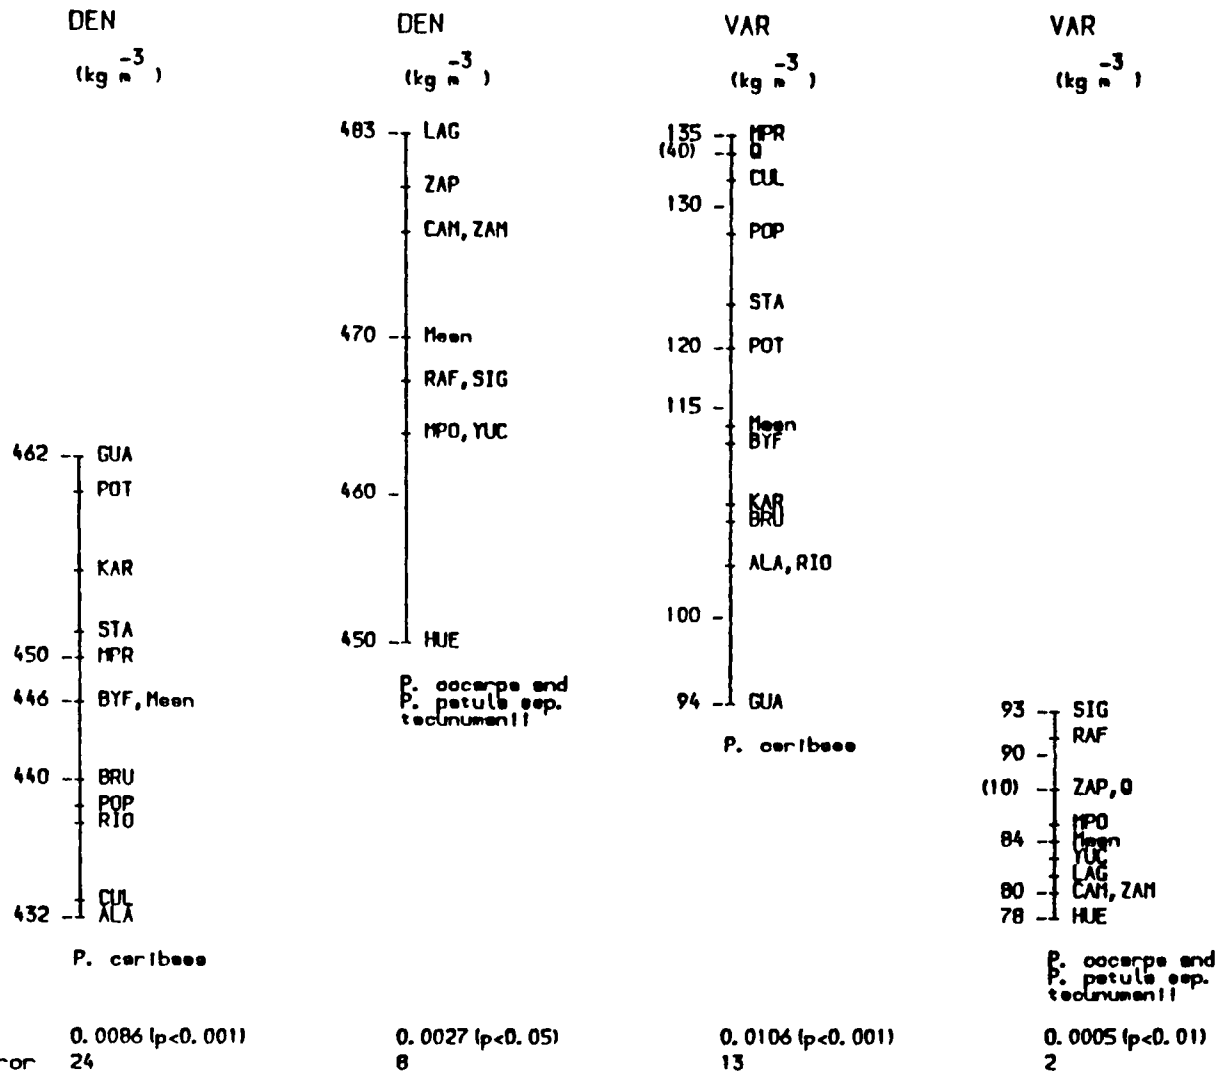 DEN DEN VAR VAR
(kg m⁻³) (kg m⁻³) (kg m⁻³) (kg m⁻³)
483 LAG
135 MPR
(40) Q
CUL
ZAP
130
CAM, ZAM
POP
STA
470 Mean
120 POT
RAF, SIG
115
Mean
MPO, YUC
BYF
462 GUA
POT
460
KAR
BRU
KAR
ALA, RIO
100
STA
450 HUE
450 MPR
446 BYF, Mean
94 GUA
93 SIG
RAF
90
440 BRU
(10) ZAP, Q
POP
RIO
MPO
84 Mean
YUC
LAG
80 CAM, ZAM
CUL
432 ALA
78 HUE
P. oocarpa and
P. patula ssp.
tecunumanii
P. caribaea
P. caribaea
P. oocarpa and
P. patula ssp.
tecunumanii
0.0086 (p<0.001) 0.0027 (p<0.05) 0.0106 (p<0.001) 0.0005 (p<0.01)
ror 24 8 13 2